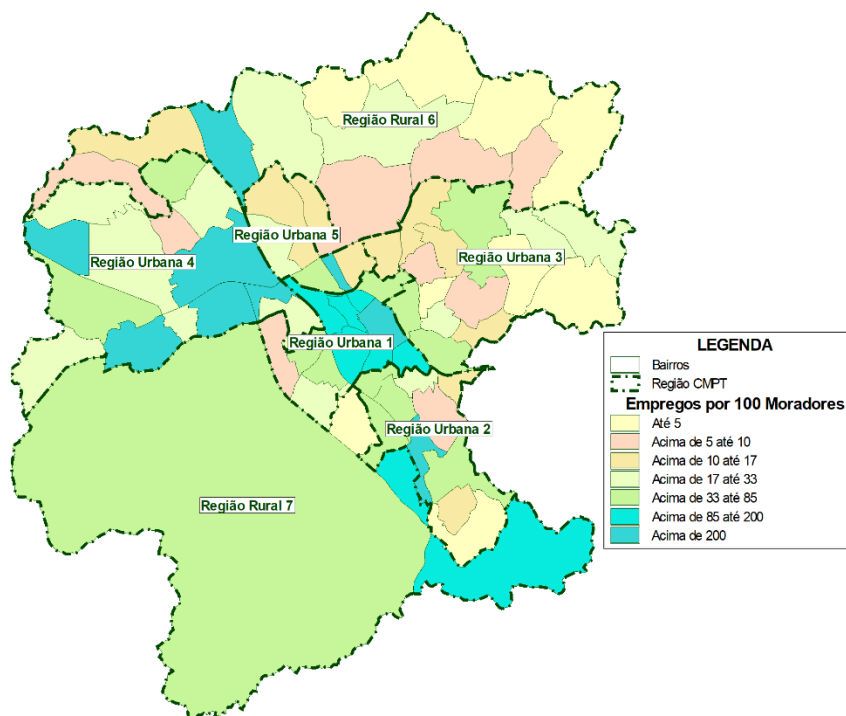 Região Rural 6
Região Urbana 5
Região Urbana 4
Região Urbana 3
Região Urbana 1
Região Urbana 2
Região Rural 7
LEGENDA
Bairros
Região CMPT
Empregos por 100 Moradores
Até 5
Acima de 5 até 10
Acima de 10 até 17
Acima de 17 até 33
Acima de 33 até 85
Acima de 85 até 200
Acima de 200